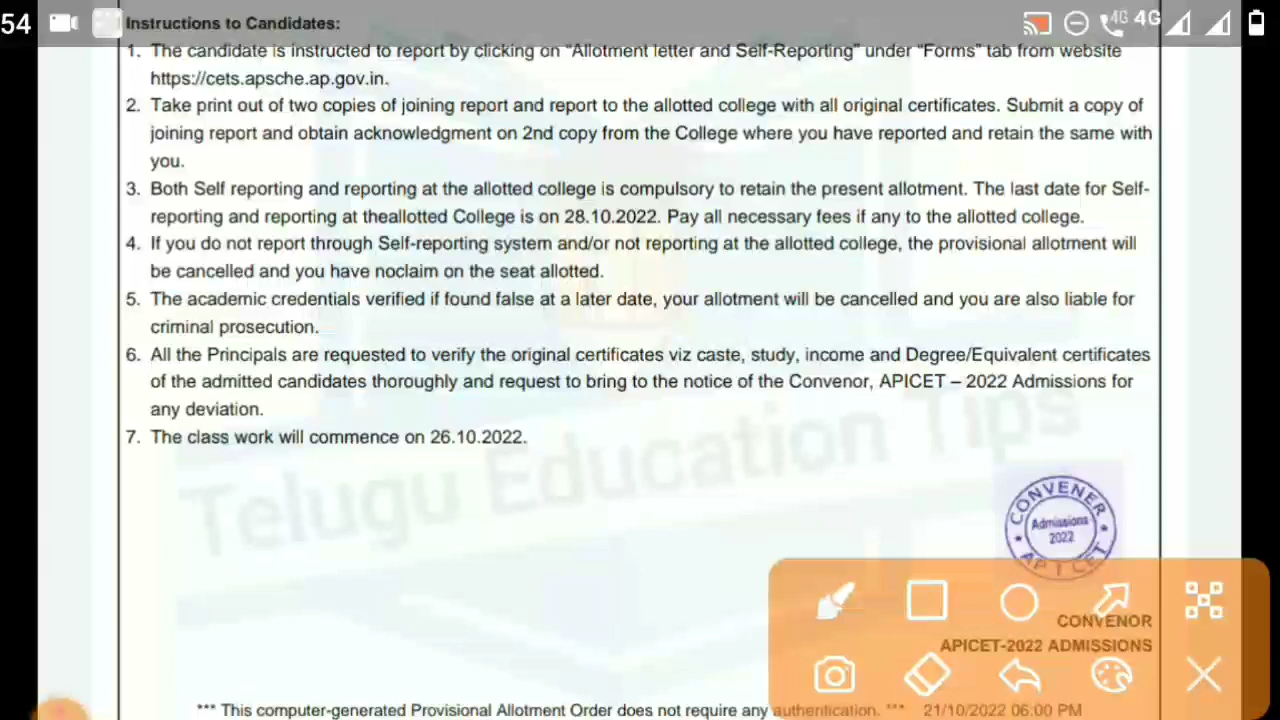 54
4G 4G
Instructions to Candidates:
1. The candidate is instructed to report by clicking on “Allotment letter and Self-Reporting” under “Forms” tab from website
https://cets.apsche.ap.gov.in.
2. Take print out of two copies of joining report and report to the allotted college with all original certificates. Submit a copy of
joining report and obtain acknowledgment on 2nd copy from the College where you have reported and retain the same with
you.
3. Both Self reporting and reporting at the allotted college is compulsory to retain the present allotment. The last date for Self-
reporting and reporting at theallotted College is on 28.10.2022. Pay all necessary fees if any to the allotted college.
4. If you do not report through Self-reporting system and/or not reporting at the allotted college, the provisional allotment will
be cancelled and you have noclaim on the seat allotted.
5. The academic credentials verified if found false at a later date, your allotment will be cancelled and you are also liable for
criminal prosecution.
6. All the Principals are requested to verify the original certificates viz caste, study, income and Degree/Equivalent certificates
of the admitted candidates thoroughly and request to bring to the notice of the Convenor, APICET – 2022 Admissions for
any deviation.
7. The class work will commence on 26.10.2022.
Telugu Education Tips
CONVENER
Admissions
2022
AP ICET
CONVENOR
APICET-2022 ADMISSIONS
*** This computer-generated Provisional Allotment Order does not require any authentication. *** 21/10/2022 06:00 PM